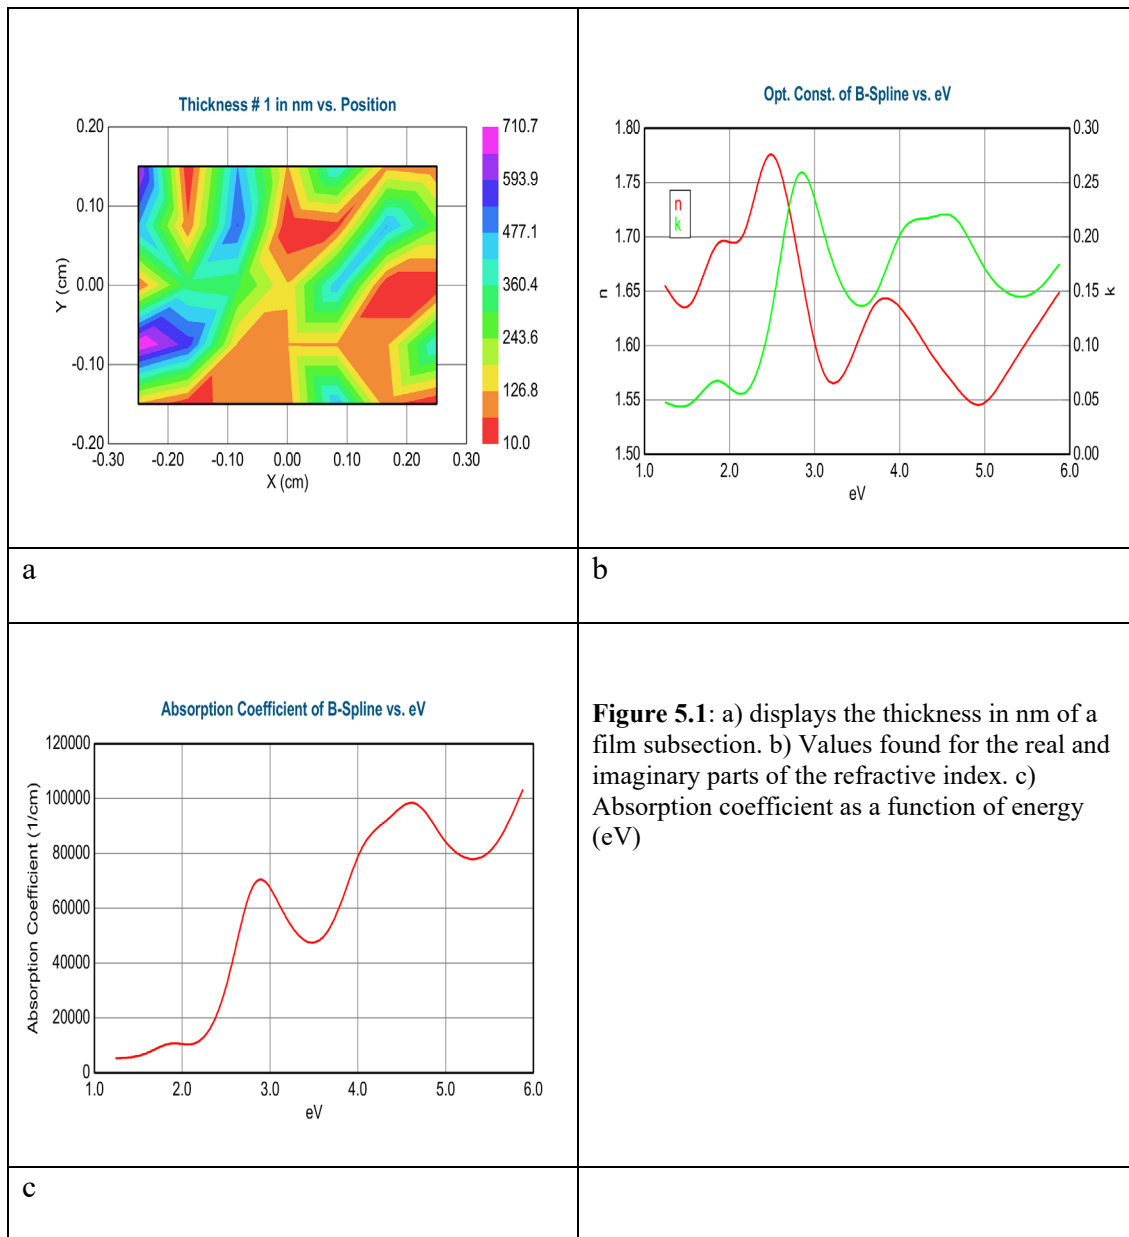 Thickness # 1 in nm vs. Position
0.20
0.10
0.00
-0.10
-0.20
Y (cm)
-0.30 -0.20 -0.10 0.00 0.10 0.20 0.30
X (cm)
710.7
593.9
477.1
360.4
243.6
126.8
10.0
Opt. Const. of B-Spline vs. eV
1.80
1.75
1.70
1.65
1.60
1.55
1.50
n
n
k
0.30
0.25
0.20
0.15
0.10
0.05
0.00
k
1.0 2.0 3.0 4.0 5.0 6.0
eV
a
b
Absorption Coefficient of B-Spline vs. eV
120000
100000
80000
60000
40000
20000
0
Absorption Coefficient (1/cm)
1.0 2.0 3.0 4.0 5.0 6.0
eV
Figure 5.1: a) displays the thickness in nm of a
film subsection. b) Values found for the real and
imaginary parts of the refractive index. c)
Absorption coefficient as a function of energy
(eV)
c